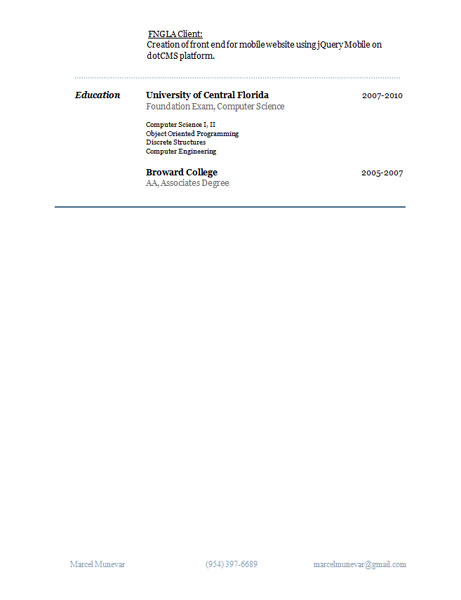 FNGLA Client:
Creation of front end for mobile website using jQuery Mobile on
dotCMS platform.
Education University of Central Florida 2007-2010
Foundation Exam, Computer Science
Computer Science I, II
Object Oriented Programming
Discrete Structures
Computer Engineering
Broward College 2005-2007
AA, Associates Degree
Marcel Munevar (954) 397-6689 marcelmunevar@gmail.com